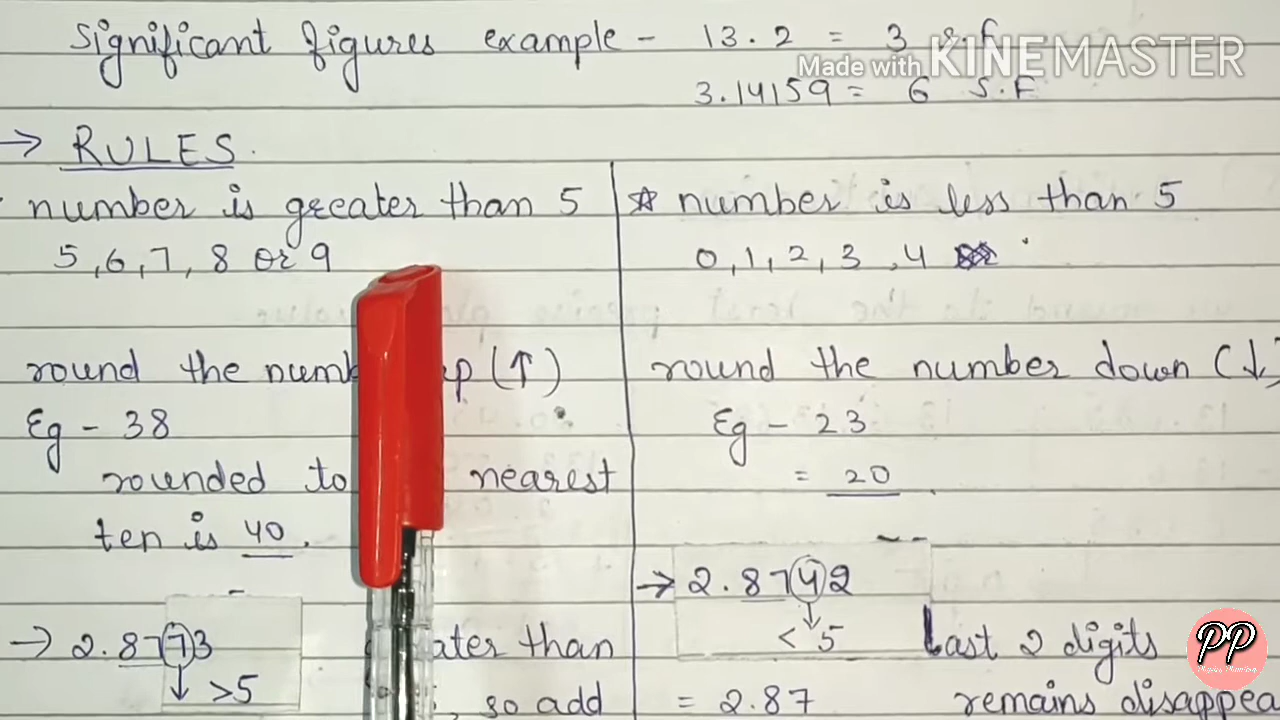 Significant figures example - 13.2 = 3 s.f
Made with KINEMASTER
3.14159 = 6 S.F
→ RULES.
number is greater than 5
5, 6, 7, 8 or 9
round the numb up (↑)
Eg - 38
rounded to nearest
ten is 40.
→ 2.8773
ater than
↓ >5
, so add
☆ number is less than 5
0, 1, 2, 3, 4
round the number down (↓)
Eg - 23
= 20
→ 2.8742
↓
< 5
Last 2 digits
= 2.87 remains disappea
PP